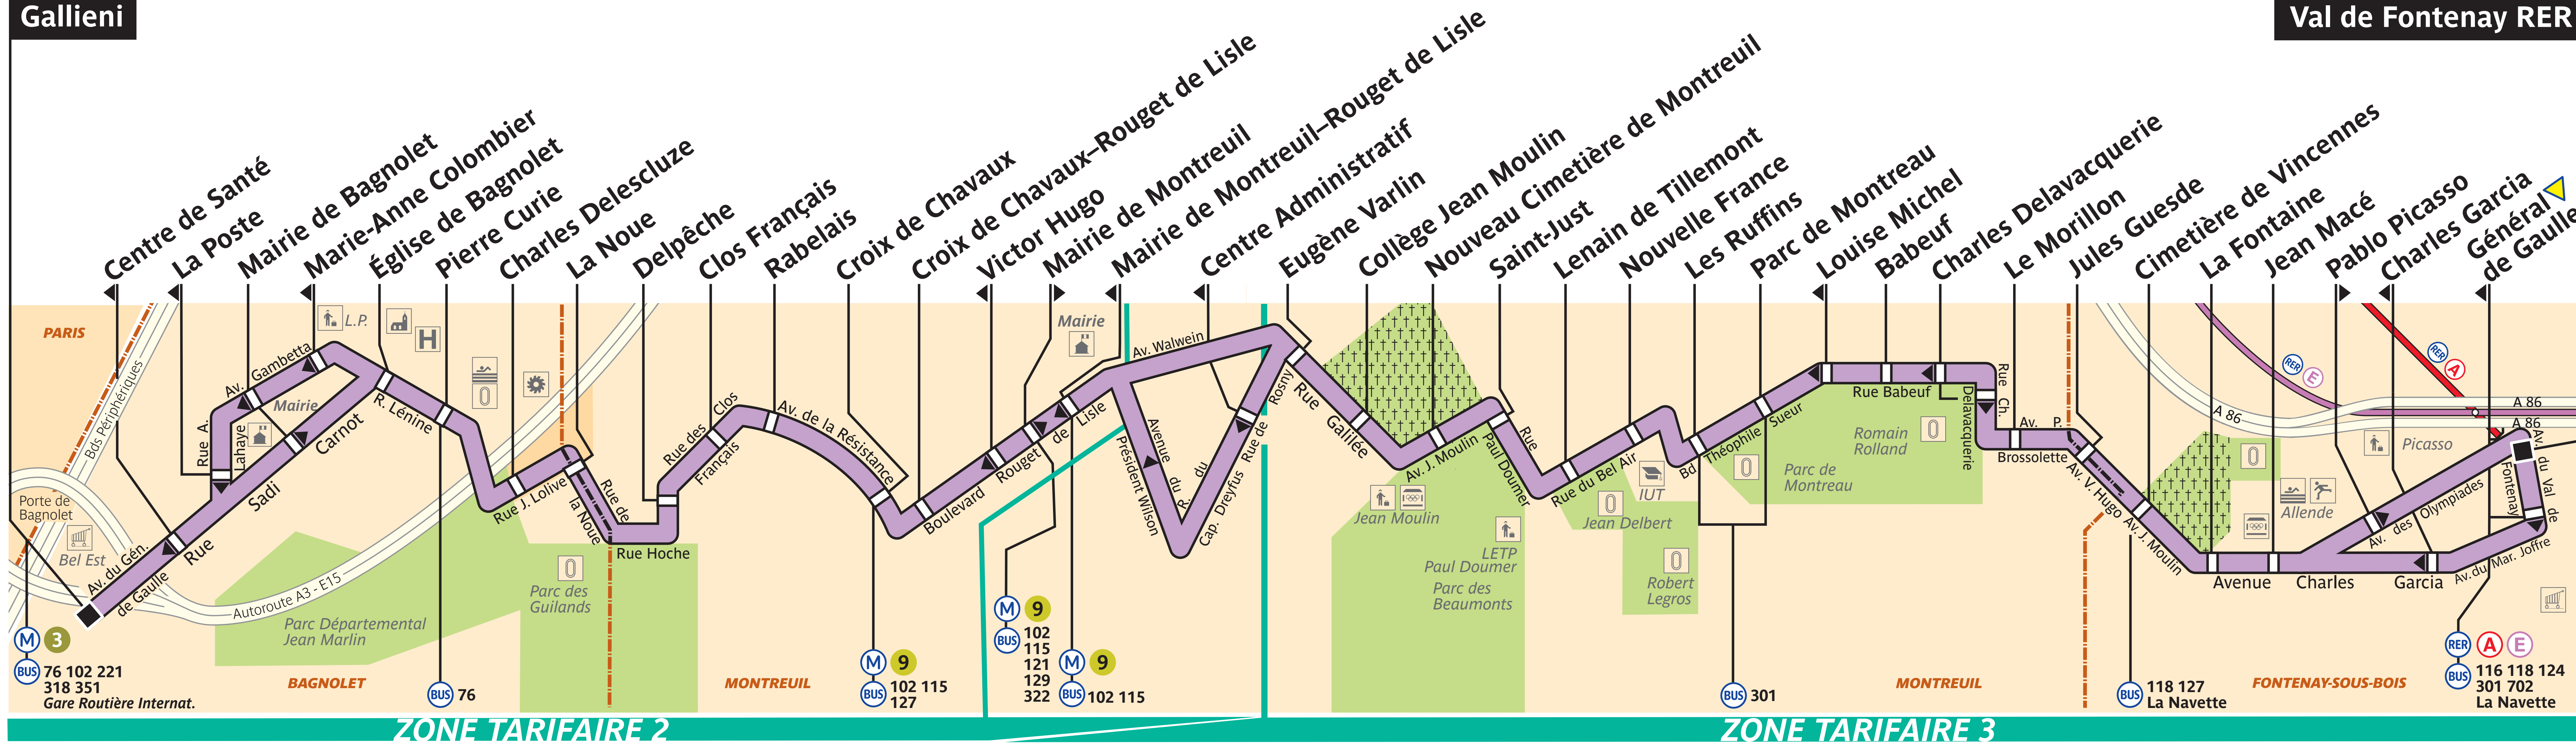 Gallieni
Val de Fontenay RER
Centre de Santé
La Poste
Mairie de Bagnolet
Marie-Anne Colombier
Église de Bagnolet
Pierre Curie
Charles Delescluze
La Noue
Delpêche
Clos Français
Rabelais
Croix de Chavaux
Croix de Chavaux–Rouget de Lisle
Victor Hugo
Mairie de Montreuil
Mairie de Montreuil–Rouget de Lisle
Centre Administratif
Eugène Varlin
Collège Jean Moulin
Nouveau Cimetière de Montreuil
Saint-Just
Lenain de Tillemont
Nouvelle France
Les Ruffins
Parc de Montreau
Louise Michel
Babeuf
Charles Delavacquerie
Le Morillon
Jules Guesde
Cimetière de Vincennes
La Fontaine
Jean Macé
Pablo Picasso
Charles Garcia
Général
de Gaulle
PARIS
Bds Périphériques
Porte de
Bagnolet
Bel Est
Av. du Gén.
de Gaulle
Rue
Sadi
Carnot
Rue A.
Lahaye
Av. Gambetta
Mairie
L.P.
H
R. Lénine
Autoroute A3 - E15
Parc Départemental
Jean Marlin
BAGNOLET
Rue J. Lolive
Rue de
la Noue
Rue Hoche
Parc des
Guilands
Rue des Clos
Français
Av. de la Résistance
MONTREUIL
Boulevard Rouget de Lisle
Mairie
Av. Walwein
Avenue du
Président Wilson
R. du
Cap. Dreyfus
Rue de Rosny
Rue Galilée
Av. J. Moulin
Jean Moulin
Paul Doumer
LETP
Paul Doumer
Parc des
Beaumonts
Rue
Rue du Bel Air
IUT
Jean Delbert
Robert
Legros
Bd Théophile Sueur
Parc de
Montreau
Romain
Rolland
Rue Babeuf
Rue Ch.
Delavacquerie
MONTREUIL
Av. P.
Brossolette
Av. V. Hugo
Av. J. Moulin
A 86
RER E
RER A
A 86
A 86
Allende
Picasso
Avenue Charles Garcia
Av. des Olympiades
Av. du Mar. Joffre
Av. du Val de
Fontenay
FONTENAY-SOUS-BOIS
M 3
BUS 76 102 221
318 351
Gare Routière Internat.
BUS 76
M 9
BUS 102 115
127
M 9
BUS 102
115
121
129
322
M 9
BUS 102 115
BUS 301
BUS 118 127
La Navette
RER A E
BUS 116 118 124
301 702
La Navette
ZONE TARIFAIRE 2
ZONE TARIFAIRE 3